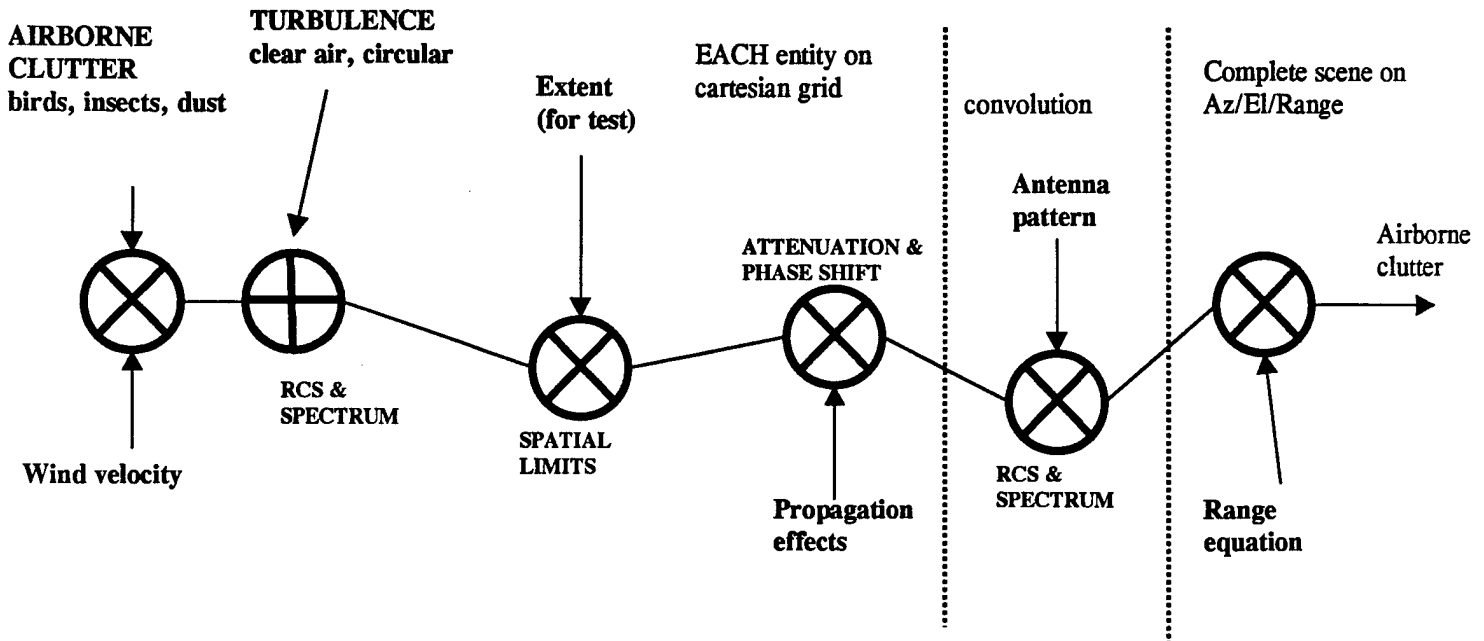 AIRBORNE
CLUTTER
birds, insects, dust
TURBULENCE
clear air, circular
Extent
(for test)
EACH entity on
cartesian grid
convolution
Complete scene on
Az/El/Range
Antenna
pattern
ATTENUATION &
PHASE SHIFT
Airborne
clutter
RCS &
SPECTRUM
SPATIAL
LIMITS
Wind velocity
RCS &
SPECTRUM
Propagation
effects
Range
equation